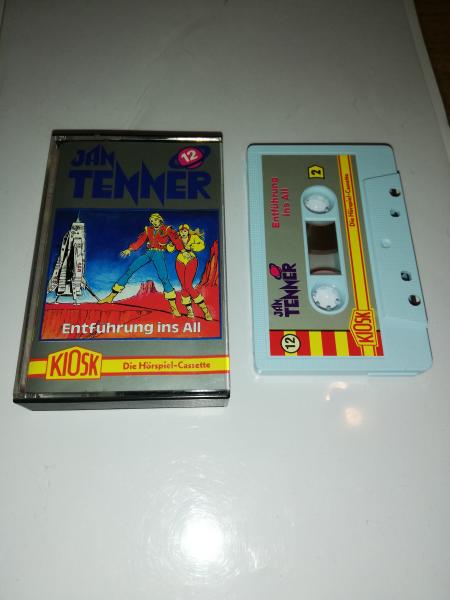 JAN
12
TENNER
Entführung ins All
KIOSK
Die Hörspiel-Cassette
2
Entführung
ins All
JAN
TENNER
12
KIOSK
Die Hörspiel-Cassette